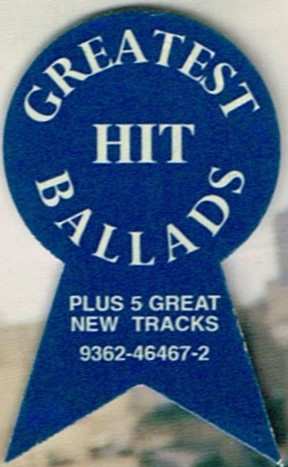 GREATEST
HIT
BALLADS
PLUS 5 GREAT
NEW TRACKS
9362-46467-2